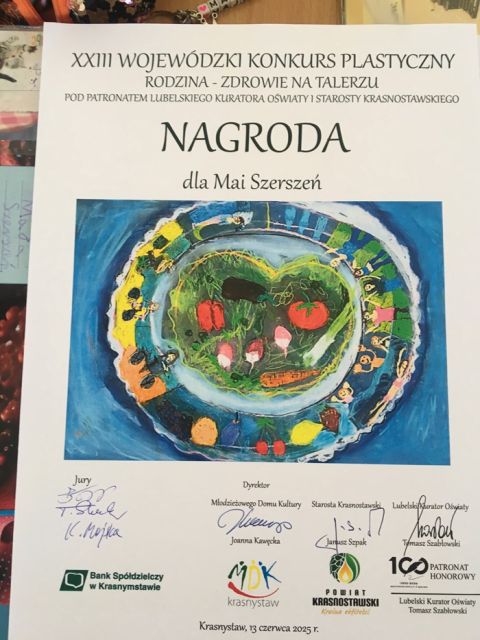 XXIII WOJEWÓDZKI KONKURS PLASTYCZNY
RODZINA - ZDROWIE NA TALERZU
POD PATRONATEM LUBELSKIEGO KURATORA OŚWIATY I STAROSTY KRASNOSTAWSKIEGO
NAGRODA
dla Mai Szerszeń
Jury
K. Mojka
Dyrektor
Młodzieżowego Domu Kultury
Joanna Kawęcka
Starosta Krasnostawski
Janusz Szpak
Lubelski Kurator Oświaty
Tomasz Szabłowski
Bank Spółdzielczy
w Krasnymstawie
MDK
krasnystaw
POWIAT
KRASNOSTAWSKI
100
PATRONAT
HONOROWY
Lubelski Kurator Oświaty
Tomasz Szabłowski
Krasnystaw, 13 czerwca 2025 r.